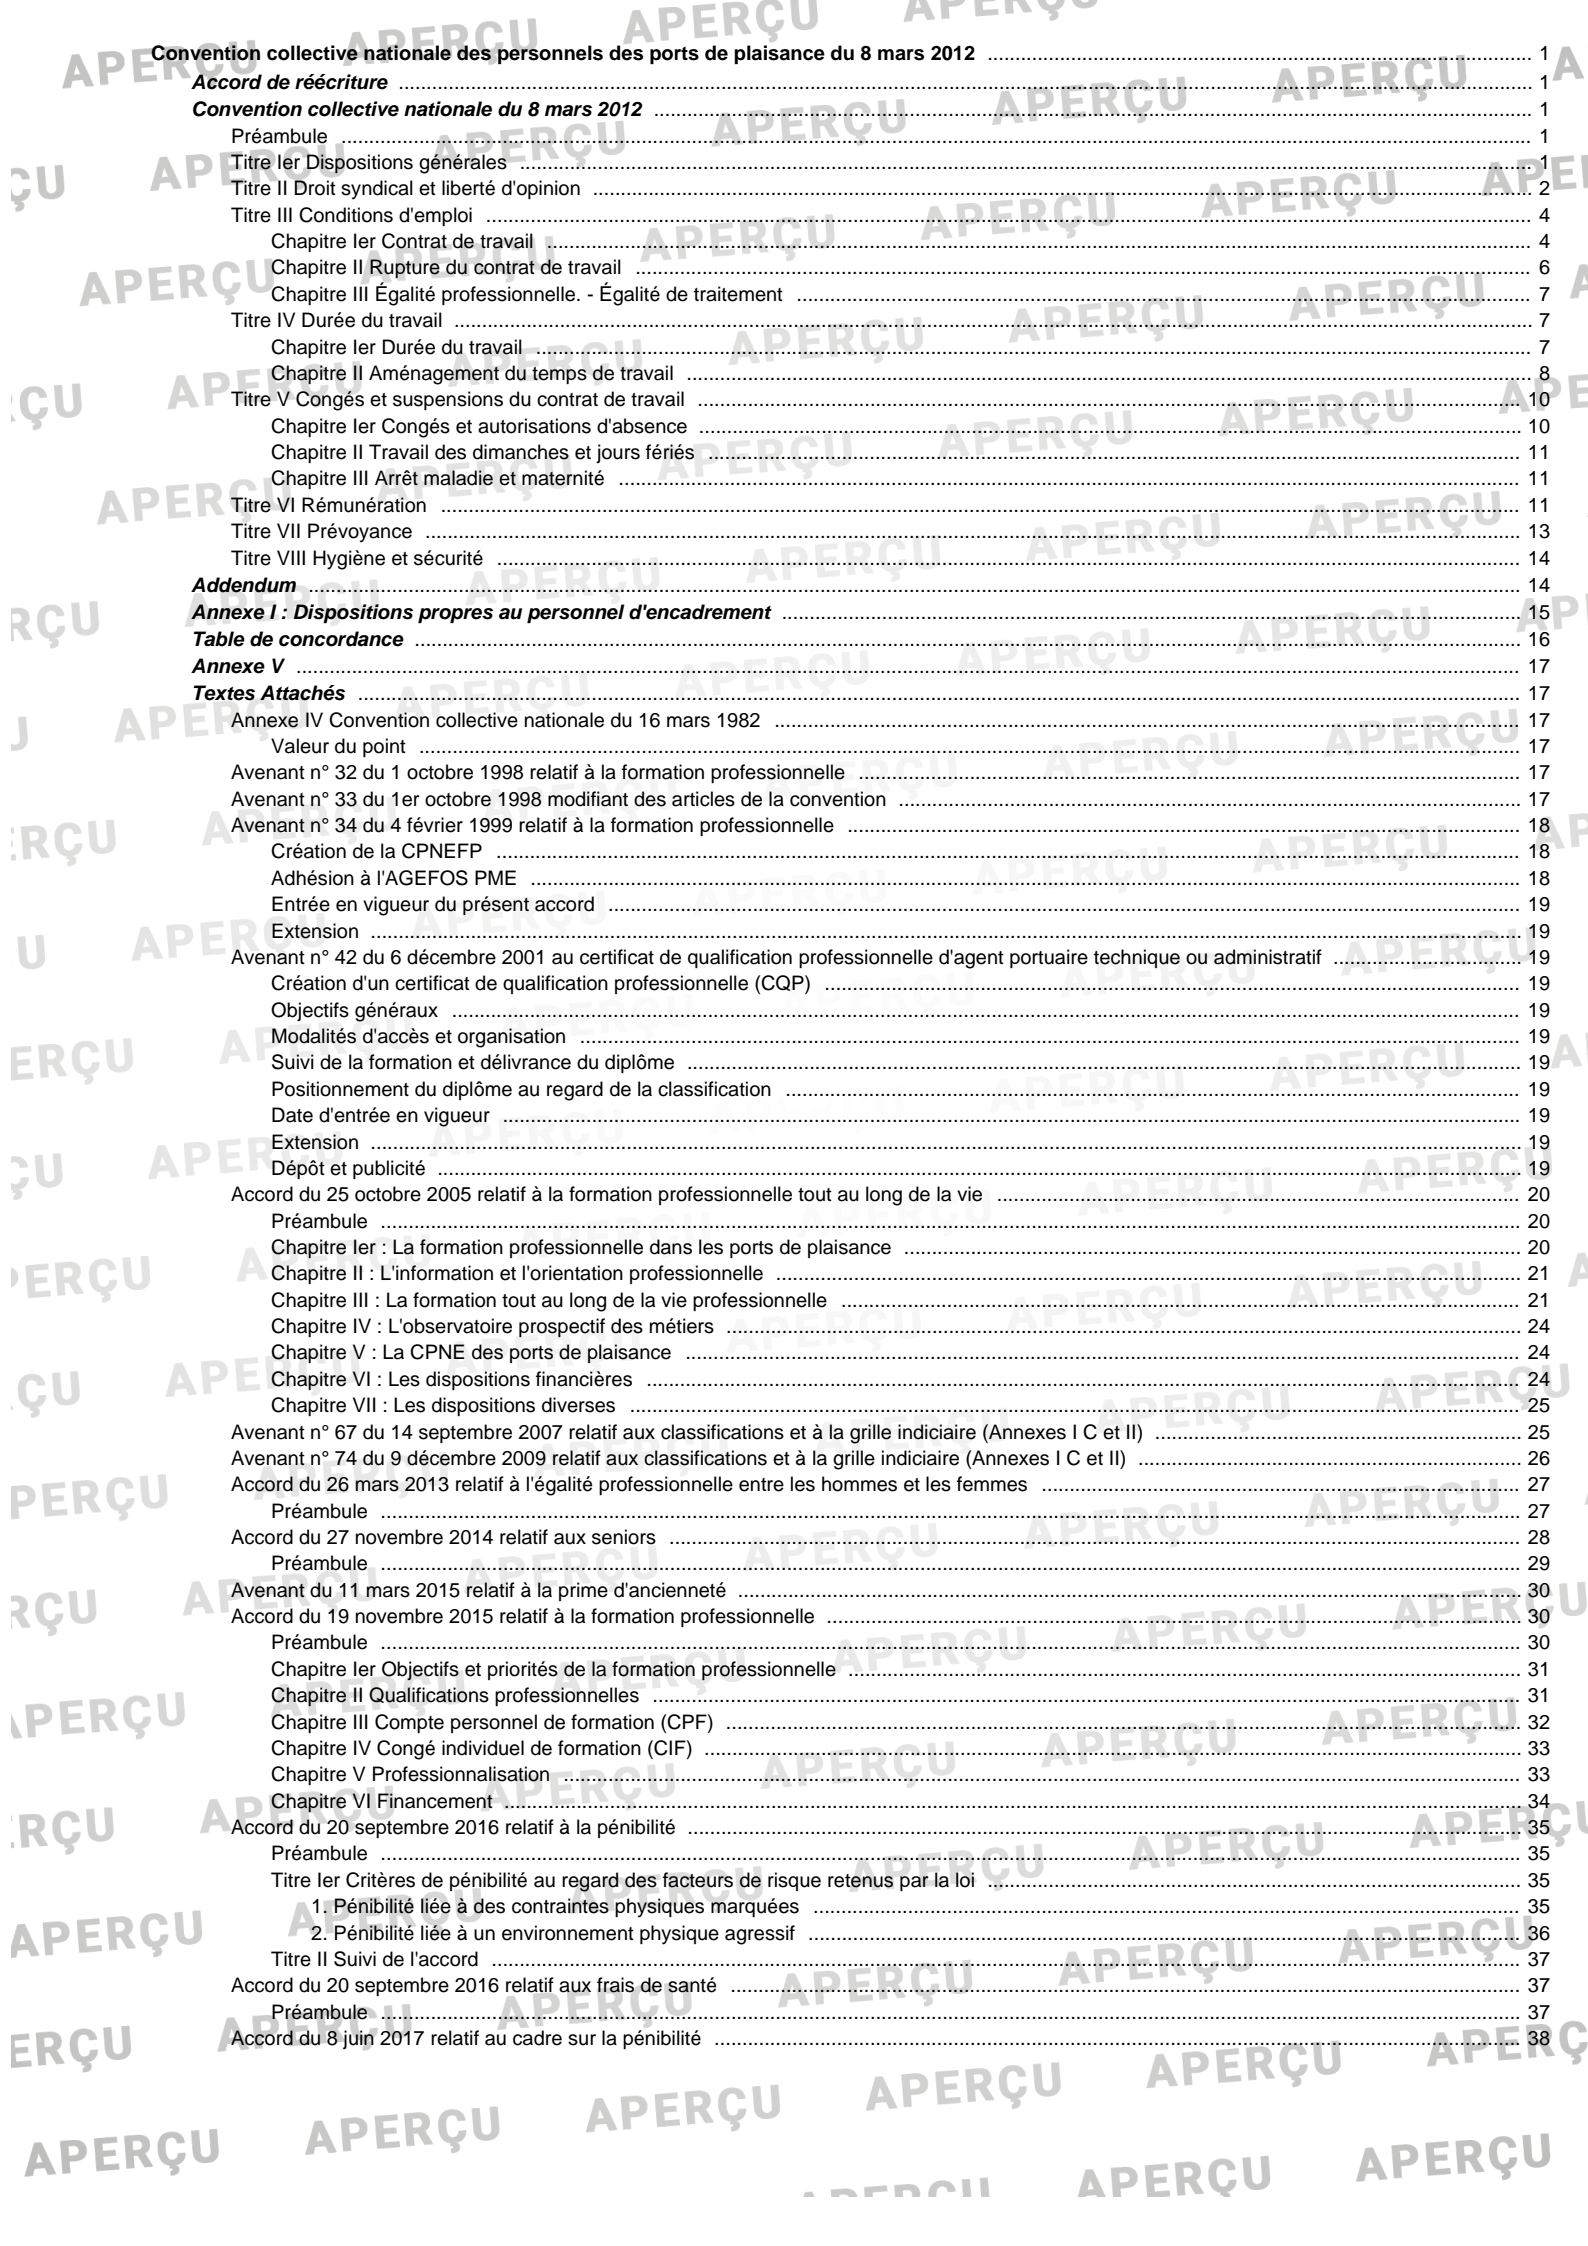 Convention collective nationale des personnels des ports de plaisance du 8 mars 2012 ........ 1
Accord de réécriture ........ 1
Convention collective nationale du 8 mars 2012 ........ 1
Préambule ........ 1
Titre Ier Dispositions générales ........ 1
Titre II Droit syndical et liberté d'opinion ........ 2
Titre III Conditions d'emploi ........ 4
Chapitre Ier Contrat de travail ........ 4
Chapitre II Rupture du contrat de travail ........ 6
Chapitre III Égalité professionnelle. - Égalité de traitement ........ 7
Titre IV Durée du travail ........ 7
Chapitre Ier Durée du travail ........ 7
Chapitre II Aménagement du temps de travail ........ 8
Titre V Congés et suspensions du contrat de travail ........ 10
Chapitre Ier Congés et autorisations d'absence ........ 10
Chapitre II Travail des dimanches et jours fériés ........ 11
Chapitre III Arrêt maladie et maternité ........ 11
Titre VI Rémunération ........ 11
Titre VII Prévoyance ........ 13
Titre VIII Hygiène et sécurité ........ 14
Addendum ........ 14
Annexe I : Dispositions propres au personnel d'encadrement ........ 15
Table de concordance ........ 16
Annexe V ........ 17
Textes Attachés ........ 17
Annexe IV Convention collective nationale du 16 mars 1982 ........ 17
Valeur du point ........ 17
Avenant n° 32 du 1 octobre 1998 relatif à la formation professionnelle ........ 17
Avenant n° 33 du 1er octobre 1998 modifiant des articles de la convention ........ 17
Avenant n° 34 du 4 février 1999 relatif à la formation professionnelle ........ 18
Création de la CPNEFP ........ 18
Adhésion à l'AGEFOS PME ........ 18
Entrée en vigueur du présent accord ........ 19
Extension ........ 19
Avenant n° 42 du 6 décembre 2001 au certificat de qualification professionnelle d'agent portuaire technique ou administratif ........ 19
Création d'un certificat de qualification professionnelle (CQP) ........ 19
Objectifs généraux ........ 19
Modalités d'accès et organisation ........ 19
Suivi de la formation et délivrance du diplôme ........ 19
Positionnement du diplôme au regard de la classification ........ 19
Date d'entrée en vigueur ........ 19
Extension ........ 19
Dépôt et publicité ........ 19
Accord du 25 octobre 2005 relatif à la formation professionnelle tout au long de la vie ........ 20
Préambule ........ 20
Chapitre Ier : La formation professionnelle dans les ports de plaisance ........ 20
Chapitre II : L'information et l'orientation professionnelle ........ 21
Chapitre III : La formation tout au long de la vie professionnelle ........ 21
Chapitre IV : L'observatoire prospectif des métiers ........ 24
Chapitre V : La CPNE des ports de plaisance ........ 24
Chapitre VI : Les dispositions financières ........ 24
Chapitre VII : Les dispositions diverses ........ 25
Avenant n° 67 du 14 septembre 2007 relatif aux classifications et à la grille indiciaire (Annexes I C et II) ........ 25
Avenant n° 74 du 9 décembre 2009 relatif aux classifications et à la grille indiciaire (Annexes I C et II) ........ 26
Accord du 26 mars 2013 relatif à l'égalité professionnelle entre les hommes et les femmes ........ 27
Préambule ........ 27
Accord du 27 novembre 2014 relatif aux seniors ........ 28
Préambule ........ 29
Avenant du 11 mars 2015 relatif à la prime d'ancienneté ........ 30
Accord du 19 novembre 2015 relatif à la formation professionnelle ........ 30
Préambule ........ 30
Chapitre Ier Objectifs et priorités de la formation professionnelle ........ 31
Chapitre II Qualifications professionnelles ........ 31
Chapitre III Compte personnel de formation (CPF) ........ 32
Chapitre IV Congé individuel de formation (CIF) ........ 33
Chapitre V Professionnalisation ........ 33
Chapitre VI Financement ........ 34
Accord du 20 septembre 2016 relatif à la pénibilité ........ 35
Préambule ........ 35
Titre Ier Critères de pénibilité au regard des facteurs de risque retenus par la loi ........ 35
1. Pénibilité liée à des contraintes physiques marquées ........ 35
2. Pénibilité liée à un environnement physique agressif ........ 36
Titre II Suivi de l'accord ........ 37
Accord du 20 septembre 2016 relatif aux frais de santé ........ 37
Préambule ........ 37
Accord du 8 juin 2017 relatif au cadre sur la pénibilité ........ 38
APERÇU